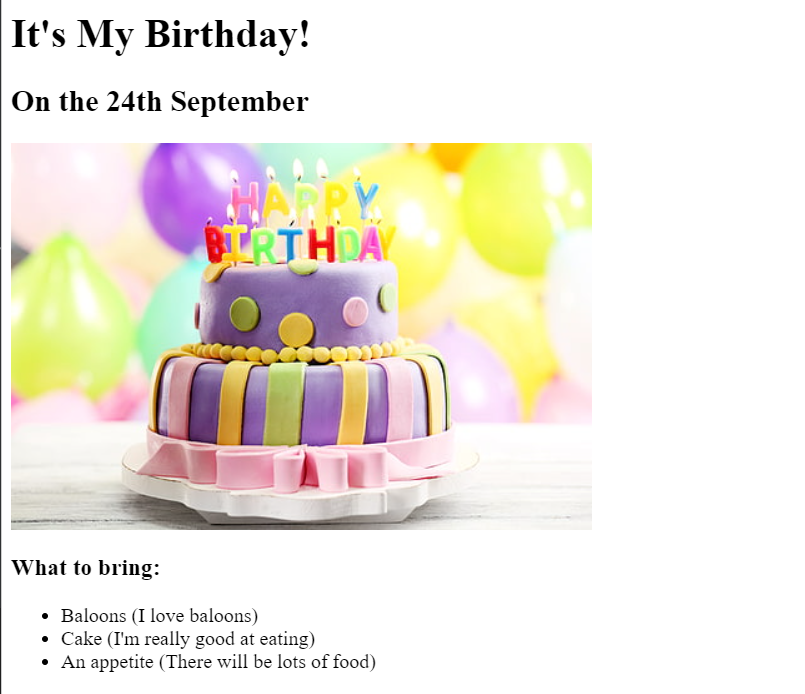 It's My Birthday!
On the 24th September
HAPPY
BIRTHDAY
What to bring:
Baloons (I love baloons)
Cake (I'm really good at eating)
An appetite (There will be lots of food)